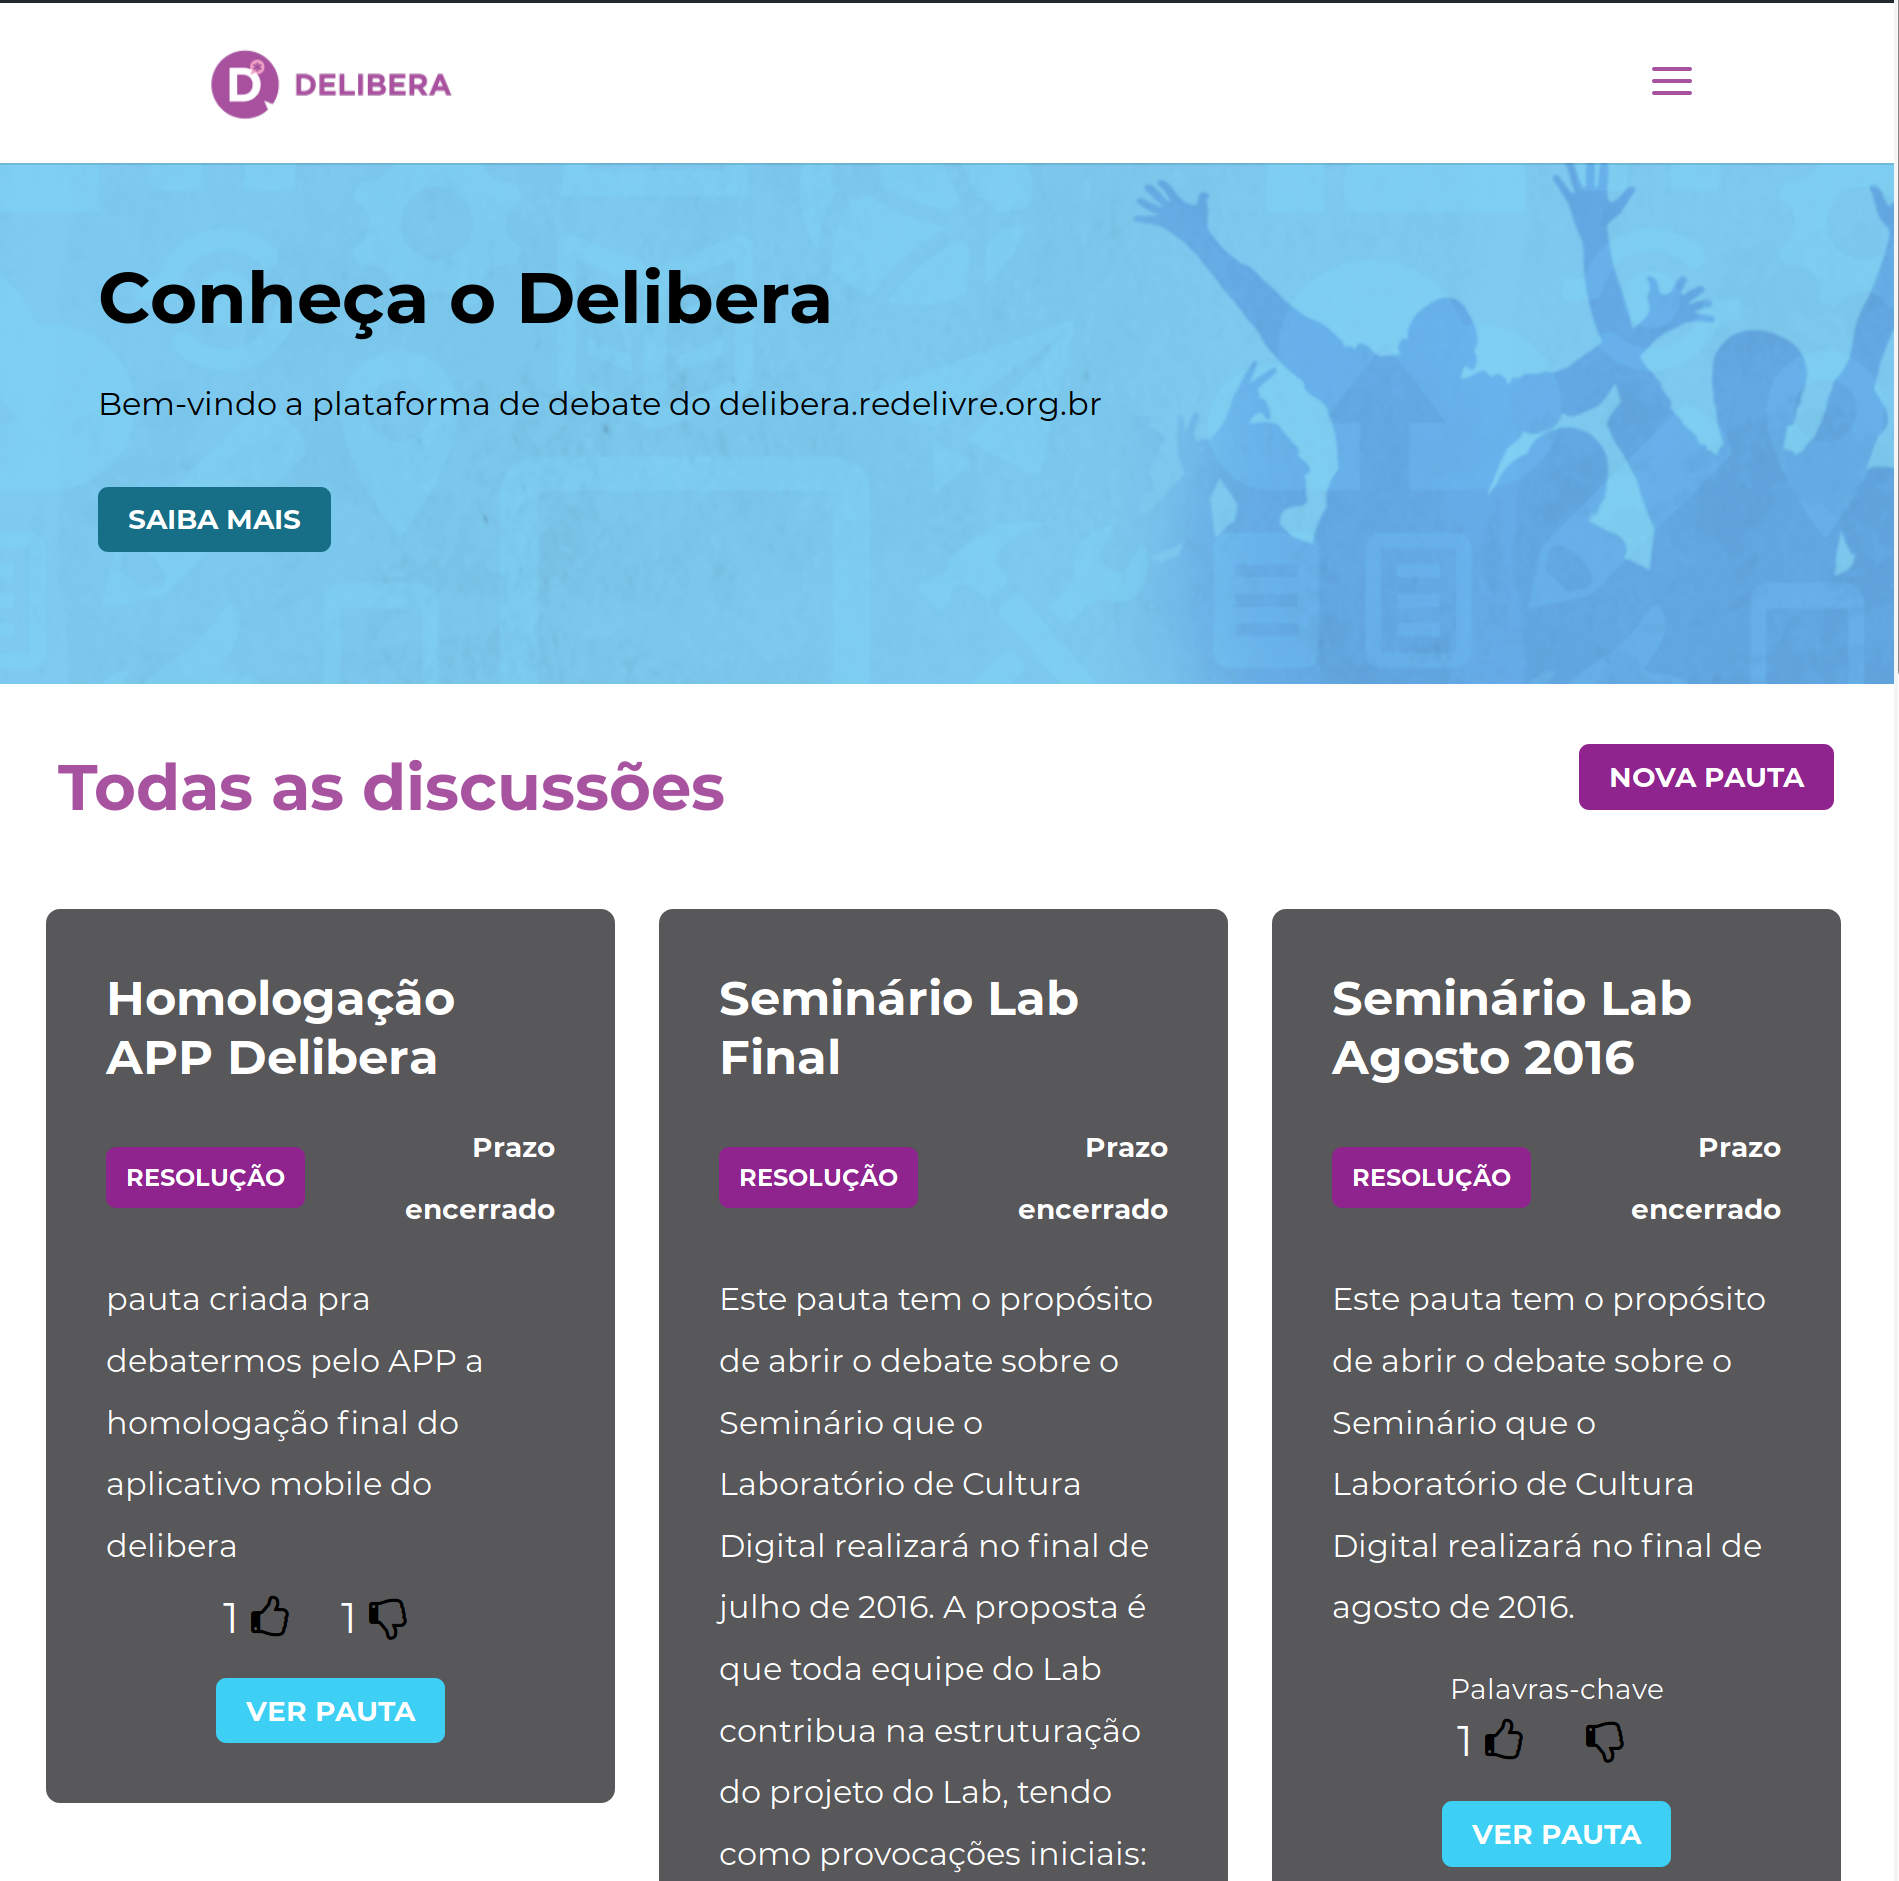 DELIBERA
Conheça o Delibera
Bem-vindo a plataforma de debate do delibera.redelivre.org.br
SAIBA MAIS
Todas as discussões
NOVA PAUTA
Homologação
APP Delibera
RESOLUÇÃO
Prazo
encerrado
pauta criada pra
debatermos pelo APP a
homologação final do
aplicativo mobile do
delibera
1 1
VER PAUTA
Seminário Lab
Final
RESOLUÇÃO
Prazo
encerrado
Este pauta tem o propósito
de abrir o debate sobre o
Seminário que o
Laboratório de Cultura
Digital realizará no final de
julho de 2016. A proposta é
que toda equipe do Lab
contribua na estruturação
do projeto do Lab, tendo
como provocações iniciais:
Seminário Lab
Agosto 2016
RESOLUÇÃO
Prazo
encerrado
Este pauta tem o propósito
de abrir o debate sobre o
Seminário que o
Laboratório de Cultura
Digital realizará no final de
agosto de 2016.
Palavras-chave
1
VER PAUTA